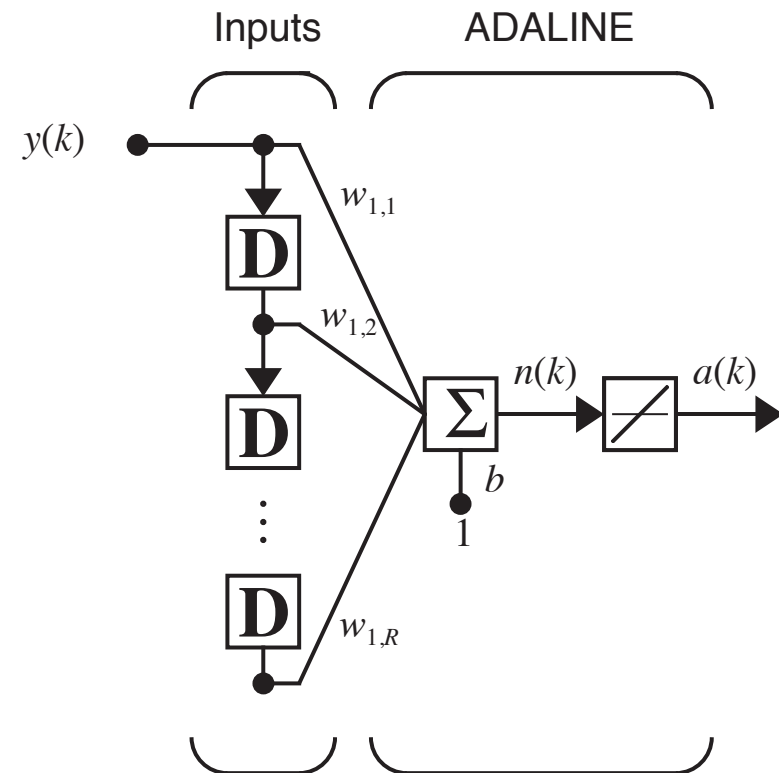 Inputs
ADALINE
y(k)
w1,1
D
w1,2
D
Σ
n(k)
a(k)
b
1
⋮
D
w1,R